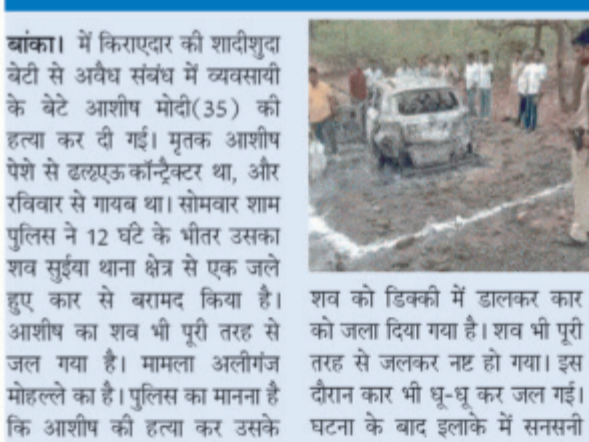 बांका। में किराएदार की शादीशुदा
बेटी से अवैध संबंध में व्यवसायी
के बेटे आशीष मोदी(35) की
हत्या कर दी गई। मृतक आशीष
पेशे से ढलएऊकॉन्ट्रैक्टर था, और
रविवार से गायब था। सोमवार शाम
पुलिस ने 12 घंटे के भीतर उसका
शव सुईया थाना क्षेत्र से एक जले
हुए कार से बरामद किया है।
आशीष का शव भी पूरी तरह से
जल गया है। मामला अलीगंज
मोहल्ले का है। पुलिस का मानना है
कि आशीष की हत्या कर उसके
शव को डिक्की में डालकर कार
को जला दिया गया है। शव भी पूरी
तरह से जलकर नष्ट हो गया। इस
दौरान कार भी धू-धू कर जल गई।
घटना के बाद इलाके में सनसनी